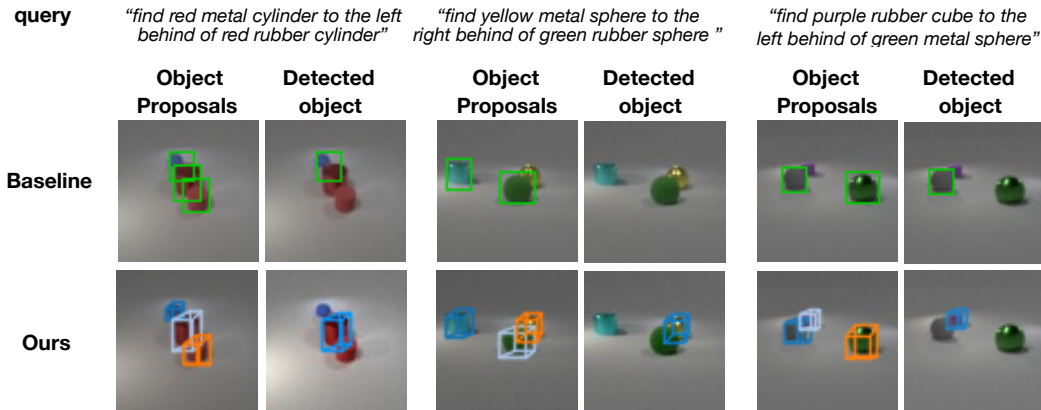 query
“find red metal cylinder to the left
behind of red rubber cylinder”
“find yellow metal sphere to the
right behind of green rubber sphere ”
“find purple rubber cube to the
left behind of green metal sphere”
Object
Proposals
Detected
object
Object
Proposals
Detected
object
Object
Proposals
Detected
object
Baseline
Ours